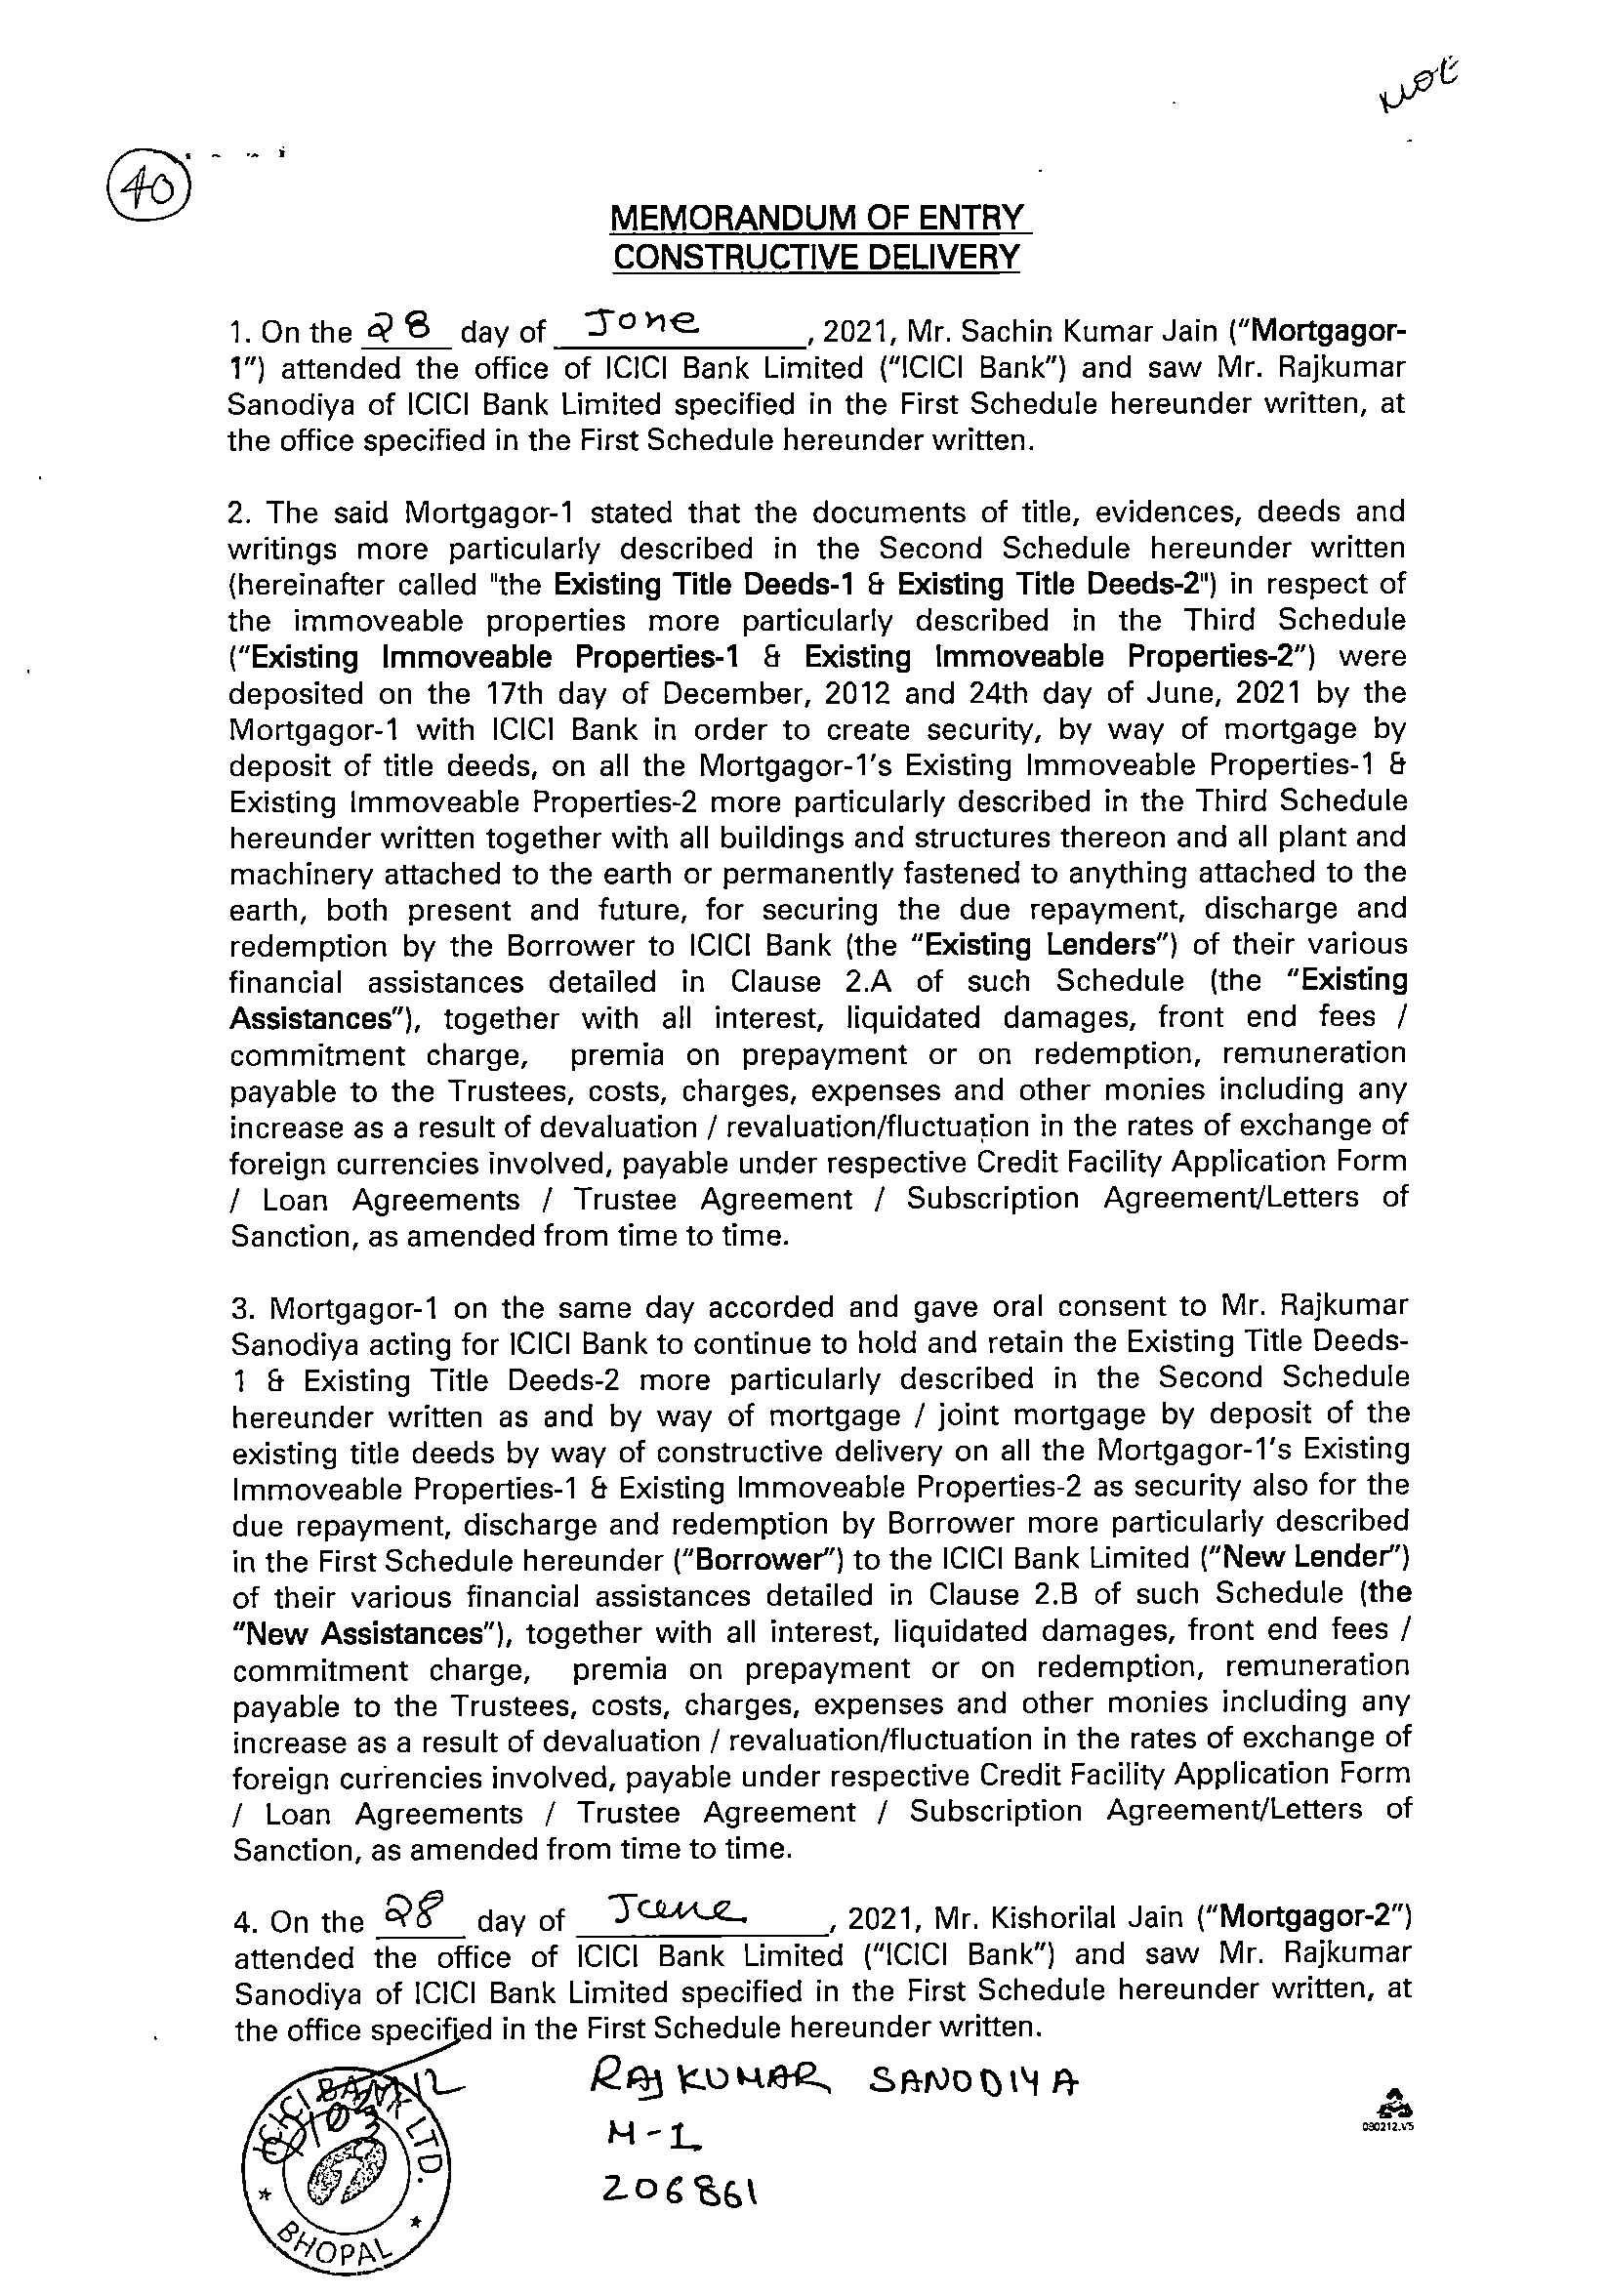 MOE
40
MEMORANDUM OF ENTRY
CONSTRUCTIVE DELIVERY
1. On the 28 day of June, 2021, Mr. Sachin Kumar Jain ("Mortgagor-
1") attended the office of ICICI Bank Limited ("ICICI Bank") and saw Mr. Rajkumar
Sanodiya of ICICI Bank Limited specified in the First Schedule hereunder written, at
the office specified in the First Schedule hereunder written.
2. The said Mortgagor-1 stated that the documents of title, evidences, deeds and
writings more particularly described in the Second Schedule hereunder written
(hereinafter called "the Existing Title Deeds-1 & Existing Title Deeds-2") in respect of
the immoveable properties more particularly described in the Third Schedule
("Existing Immoveable Properties-1 & Existing Immoveable Properties-2") were
deposited on the 17th day of December, 2012 and 24th day of June, 2021 by the
Mortgagor-1 with ICICI Bank in order to create security, by way of mortgage by
deposit of title deeds, on all the Mortgagor-1's Existing Immoveable Properties-1 &
Existing Immoveable Properties-2 more particularly described in the Third Schedule
hereunder written together with all buildings and structures thereon and all plant and
machinery attached to the earth or permanently fastened to anything attached to the
earth, both present and future, for securing the due repayment, discharge and
redemption by the Borrower to ICICI Bank (the "Existing Lenders") of their various
financial assistances detailed in Clause 2.A of such Schedule (the "Existing
Assistances"), together with all interest, liquidated damages, front end fees /
commitment charge, premia on prepayment or on redemption, remuneration
payable to the Trustees, costs, charges, expenses and other monies including any
increase as a result of devaluation / revaluation/fluctuation in the rates of exchange of
foreign currencies involved, payable under respective Credit Facility Application Form
/ Loan Agreements / Trustee Agreement / Subscription Agreement/Letters of
Sanction, as amended from time to time.
3. Mortgagor-1 on the same day accorded and gave oral consent to Mr. Rajkumar
Sanodiya acting for ICICI Bank to continue to hold and retain the Existing Title Deeds-
1 & Existing Title Deeds-2 more particularly described in the Second Schedule
hereunder written as and by way of mortgage / joint mortgage by deposit of the
existing title deeds by way of constructive delivery on all the Mortgagor-1's Existing
Immoveable Properties-1 & Existing Immoveable Properties-2 as security also for the
due repayment, discharge and redemption by Borrower more particularly described
in the First Schedule hereunder ("Borrower") to the ICICI Bank Limited ("New Lender")
of their various financial assistances detailed in Clause 2.B of such Schedule (the
"New Assistances"), together with all interest, liquidated damages, front end fees /
commitment charge, premia on prepayment or on redemption, remuneration
payable to the Trustees, costs, charges, expenses and other monies including any
increase as a result of devaluation / revaluation/fluctuation in the rates of exchange of
foreign currencies involved, payable under respective Credit Facility Application Form
/ Loan Agreements / Trustee Agreement / Subscription Agreement/Letters of
Sanction, as amended from time to time.
4. On the 28 day of June, 2021, Mr. Kishorilal Jain ("Mortgagor-2")
attended the office of ICICI Bank Limited ("ICICI Bank") and saw Mr. Rajkumar
Sanodiya of ICICI Bank Limited specified in the First Schedule hereunder written, at
the office specified in the First Schedule hereunder written.
RAJKUMAR SANODIYA
M-1
206861
ICICI BANK LTD.
BHOPAL
080212.V5